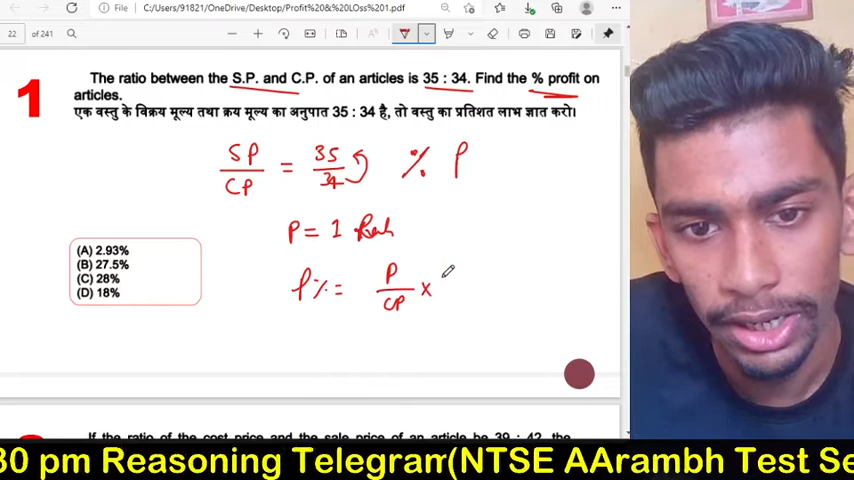 File
C:/Users/91821/OneDrive/Desktop/Profit%20&%20Loss%201.pdf
22 of 241
1
The ratio between the S.P. and C.P. of an articles is 35 : 34. Find the % profit on
articles.
एक वस्तु के विक्रय मूल्य तथा क्रय मूल्य का अनुपात 35 : 34 है, तो वस्तु का प्रतिशत लाभ ज्ञात करो।
SP/CP = 35/34 % P
P = 1
(A) 2.93%
(B) 27.5%
(C) 28%
(D) 18%
P% = P/CP ×
If the ratio of the cost price and the sale price of an article be 39 : 42, the
30 pm Reasoning Telegram(NTSE AArambh Test Se